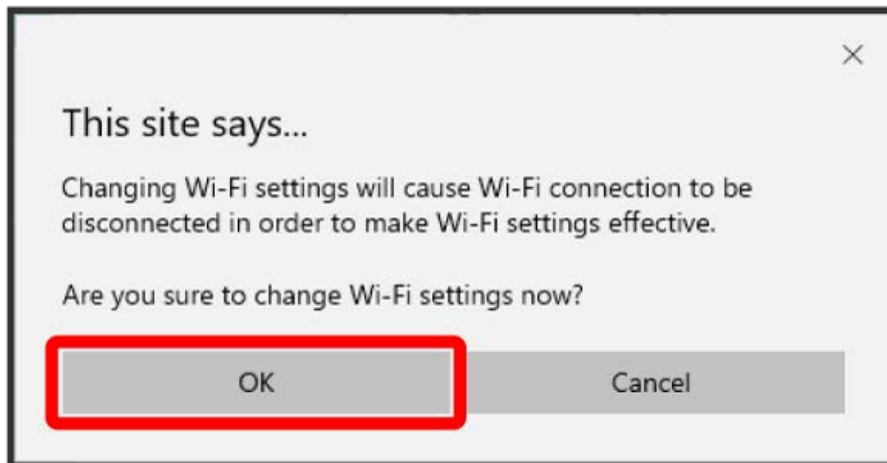 This site says...
Changing Wi-Fi settings will cause Wi-Fi connection to be
disconnected in order to make Wi-Fi settings effective.
Are you sure to change Wi-Fi settings now?
OK Cancel